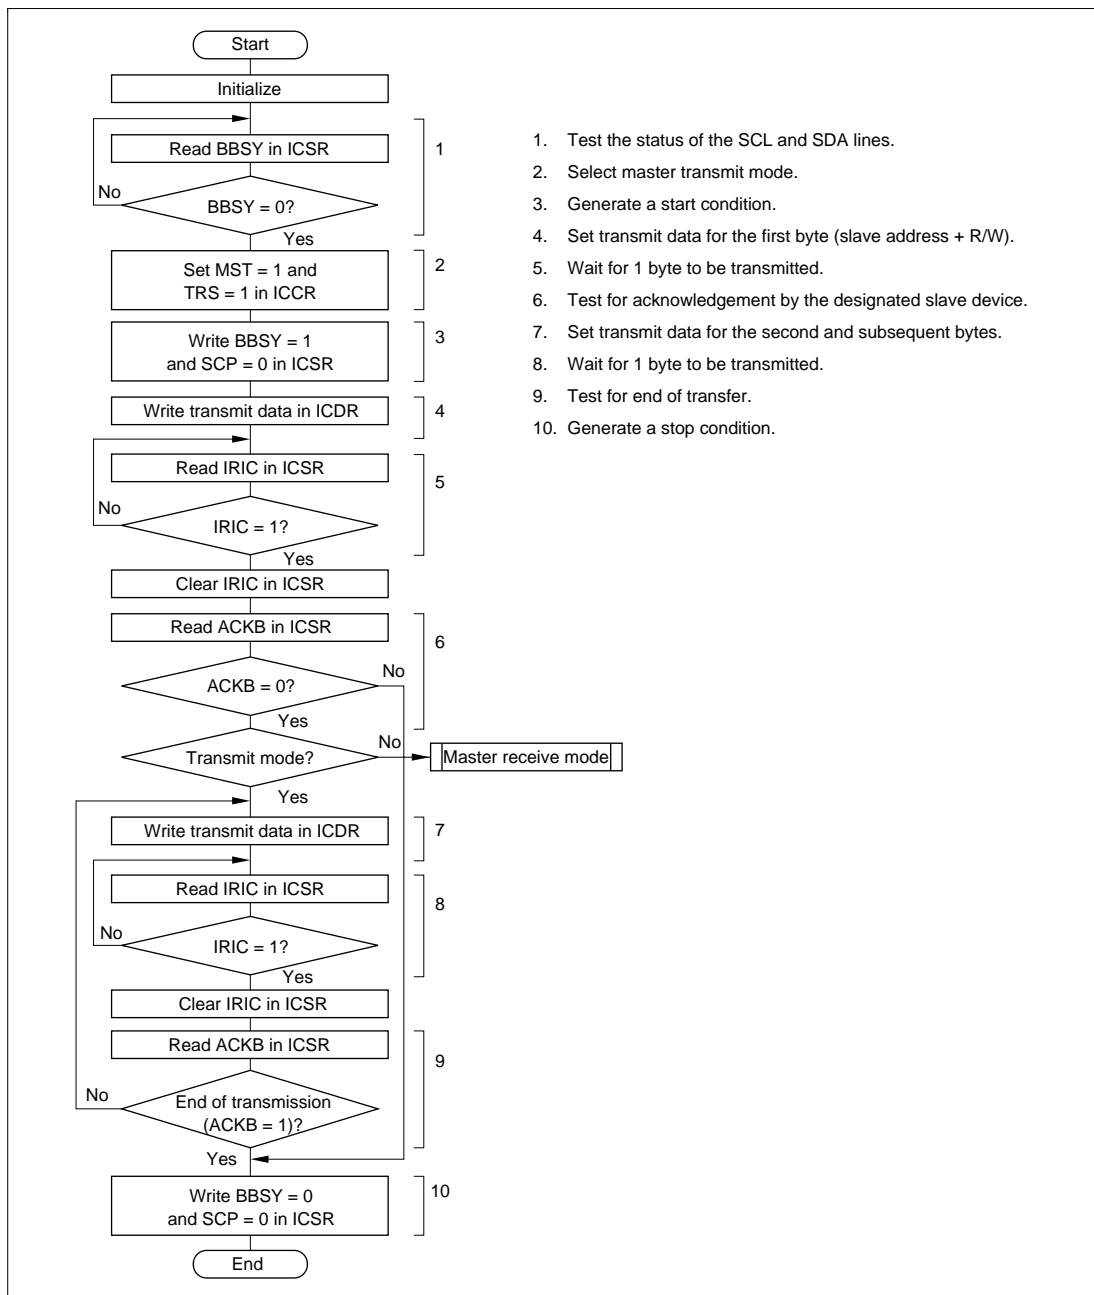 Start
Initialize
Read BBSY in ICSR
1
No
BBSY = 0?
Yes
Set MST = 1 and
TRS = 1 in ICCR
2
Write BBSY = 1
and SCP = 0 in ICSR
3
Write transmit data in ICDR
4
Read IRIC in ICSR
5
No
IRIC = 1?
Yes
Clear IRIC in ICSR
Read ACKB in ICSR
6
No
ACKB = 0?
Yes
No
Transmit mode?
Master receive mode
Yes
Write transmit data in ICDR
7
Read IRIC in ICSR
8
No
IRIC = 1?
Yes
Clear IRIC in ICSR
Read ACKB in ICSR
9
No
End of transmission
(ACKB = 1)?
Yes
Write BBSY = 0
and SCP = 0 in ICSR
10
End
1. Test the status of the SCL and SDA lines.
2. Select master transmit mode.
3. Generate a start condition.
4. Set transmit data for the first byte (slave address + R/W).
5. Wait for 1 byte to be transmitted.
6. Test for acknowledgement by the designated slave device.
7. Set transmit data for the second and subsequent bytes.
8. Wait for 1 byte to be transmitted.
9. Test for end of transfer.
10. Generate a stop condition.